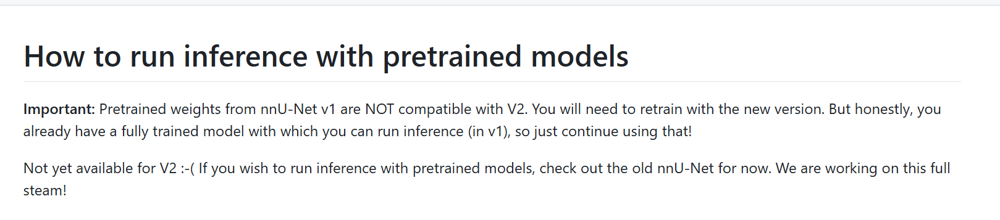 How to run inference with pretrained models
Important: Pretrained weights from nnU-Net v1 are NOT compatible with V2. You will need to retrain with the new version. But honestly, you
already have a fully trained model with which you can run inference (in v1), so just continue using that!
Not yet available for V2 :-( If you wish to run inference with pretrained models, check out the old nnU-Net for now. We are working on this full
steam!